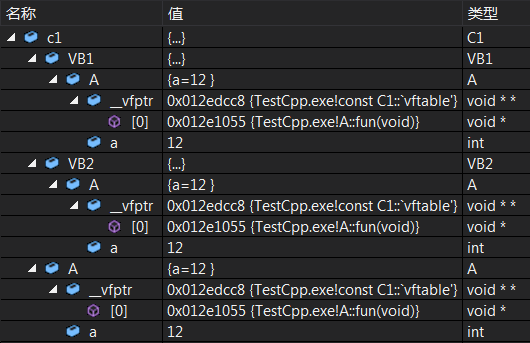 名称 值 类型
c1 {...} C1
VB1 {...} VB1
A {a=12 } A
__vfptr 0x012edcc8 {TestCpp.exe!const C1::`vftable'} void * *
[0] 0x012e1055 {TestCpp.exe!A::fun(void)} void *
a 12 int
VB2 {...} VB2
A {a=12 } A
__vfptr 0x012edcc8 {TestCpp.exe!const C1::`vftable'} void * *
[0] 0x012e1055 {TestCpp.exe!A::fun(void)} void *
a 12 int
A {a=12 } A
__vfptr 0x012edcc8 {TestCpp.exe!const C1::`vftable'} void * *
[0] 0x012e1055 {TestCpp.exe!A::fun(void)} void *
a 12 int